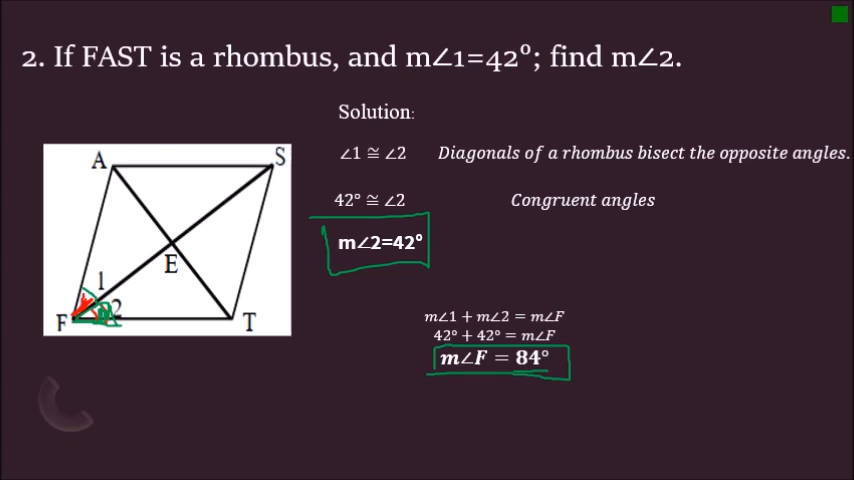 2. If FAST is a rhombus, and m∠1=42°; find m∠2.
Solution:
∠1 ≅ ∠2 Diagonals of a rhombus bisect the opposite angles.
42° ≅ ∠2 Congruent angles
m∠2=42°
A S
E
1
F 2 T
m∠1 + m∠2 = m∠F
42° + 42° = m∠F
m∠F = 84°